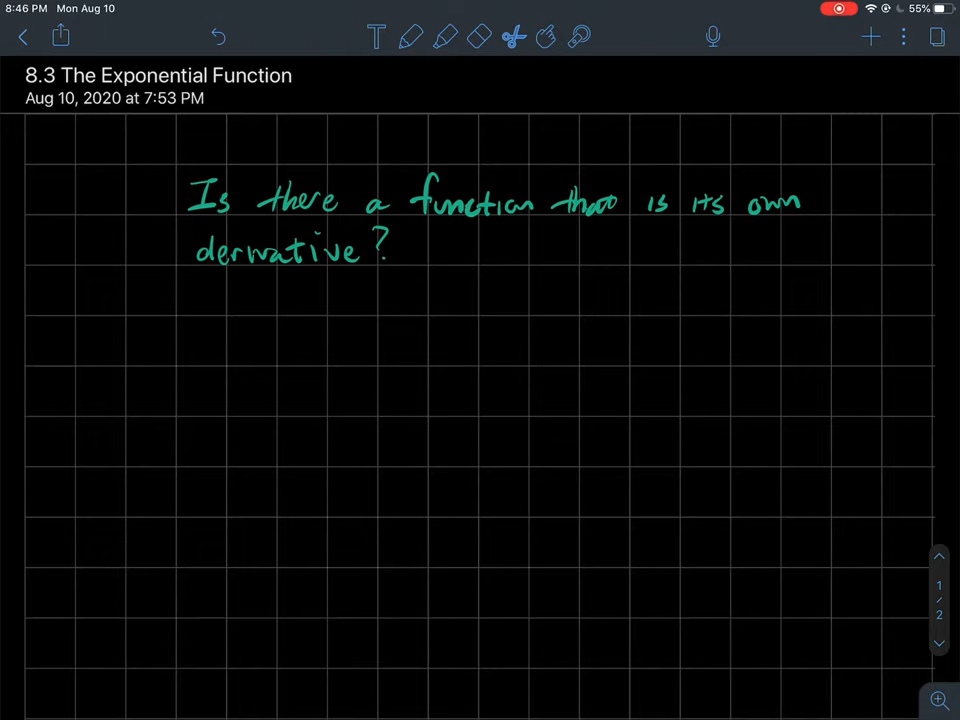 8:46 PM Mon Aug 10 55%
8.3 The Exponential Function
Aug 10, 2020 at 7:53 PM
Is there a function that is its own
derivative?
1
/
2